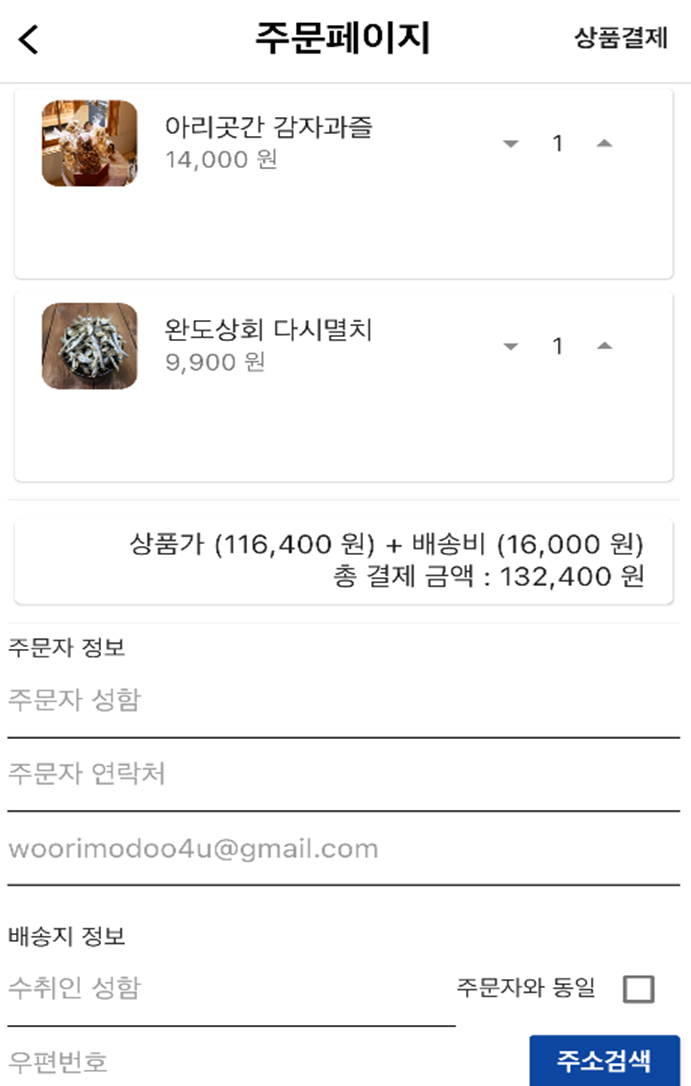 주문페이지 상품결제
아리곳간 감자과즐
14,000 원
1
완도상회 다시멸치
9,900 원
1
상품가 (116,400 원) + 배송비 (16,000 원)
총 결제 금액 : 132,400 원
주문자 정보
주문자 성함
주문자 연락처
woorimodoo4u@gmail.com
배송지 정보
수취인 성함 주문자와 동일
우편번호 주소검색